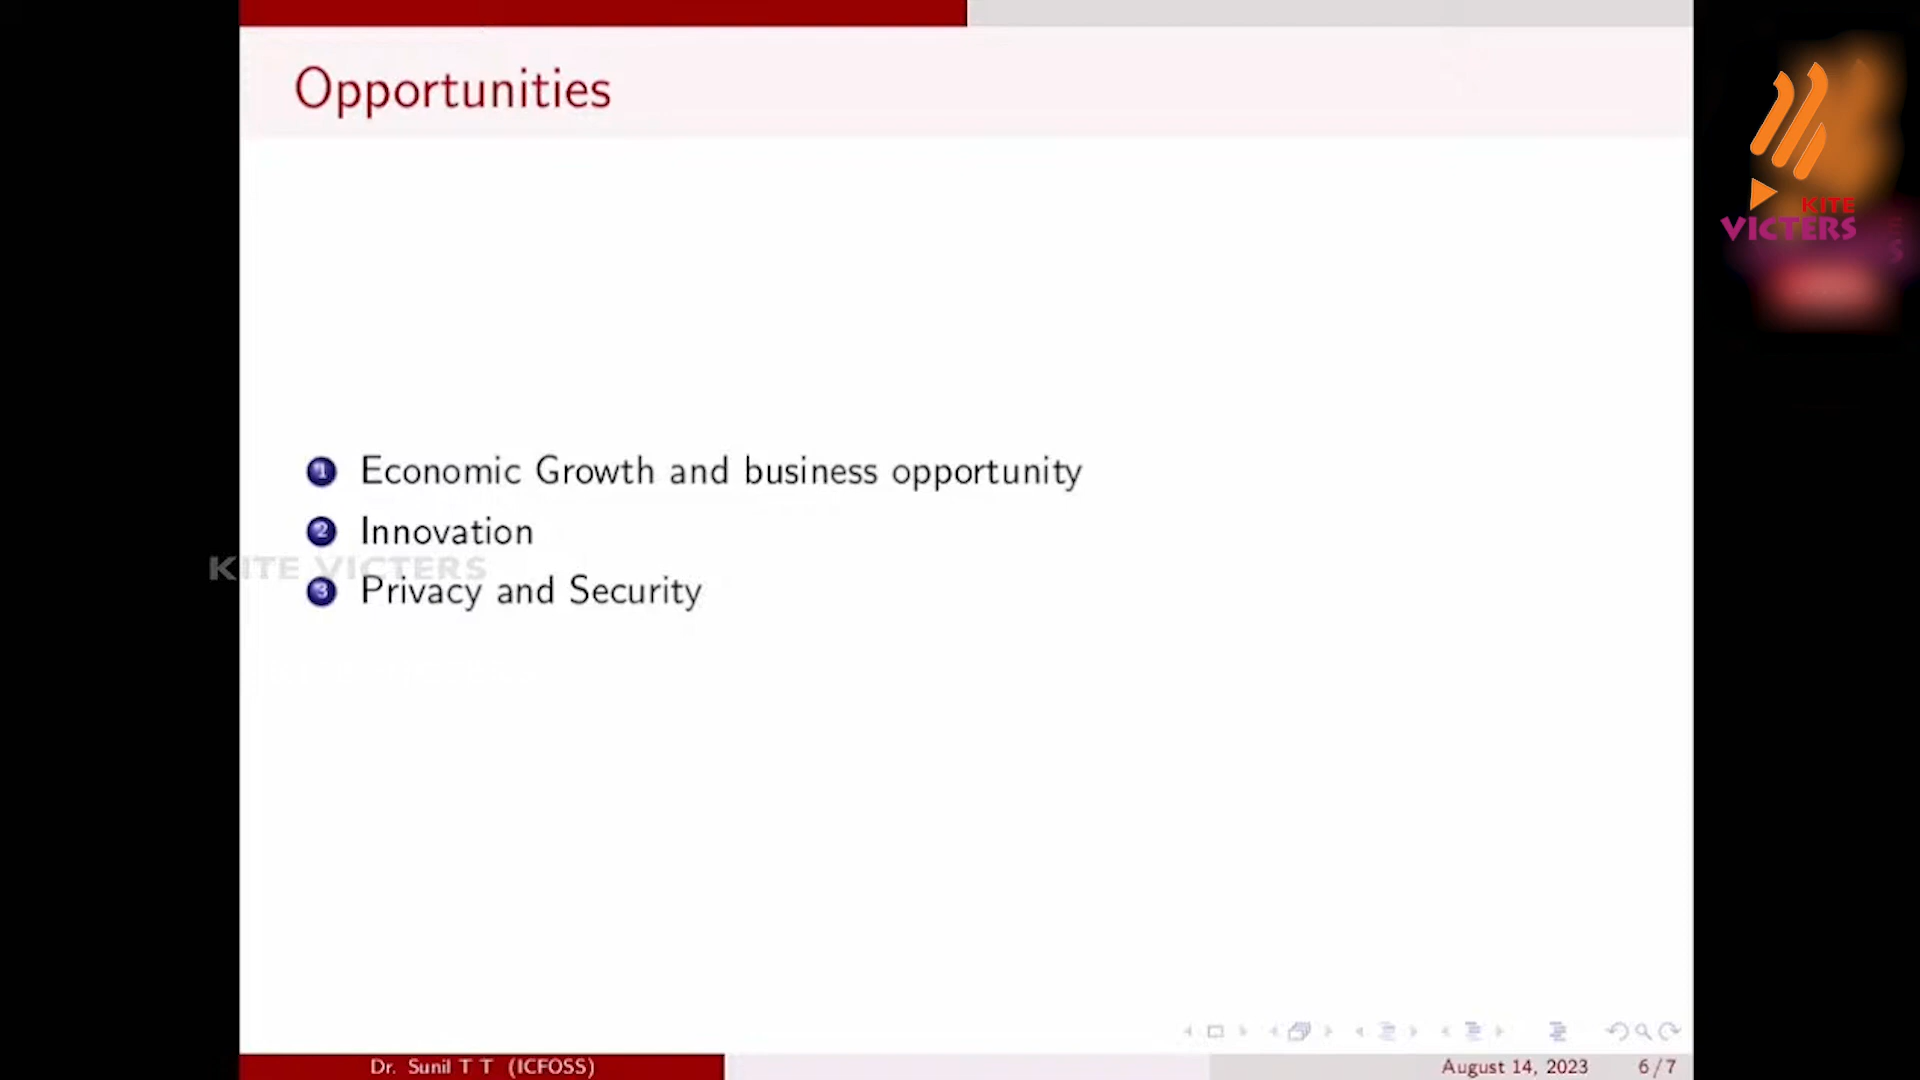 Opportunities
KITE
VICTERS
1 Economic Growth and business opportunity
2 Innovation
KITE VICTERS
3 Privacy and Security
Dr. Sunil T T (ICFOSS)
August 14, 2023
6 / 7